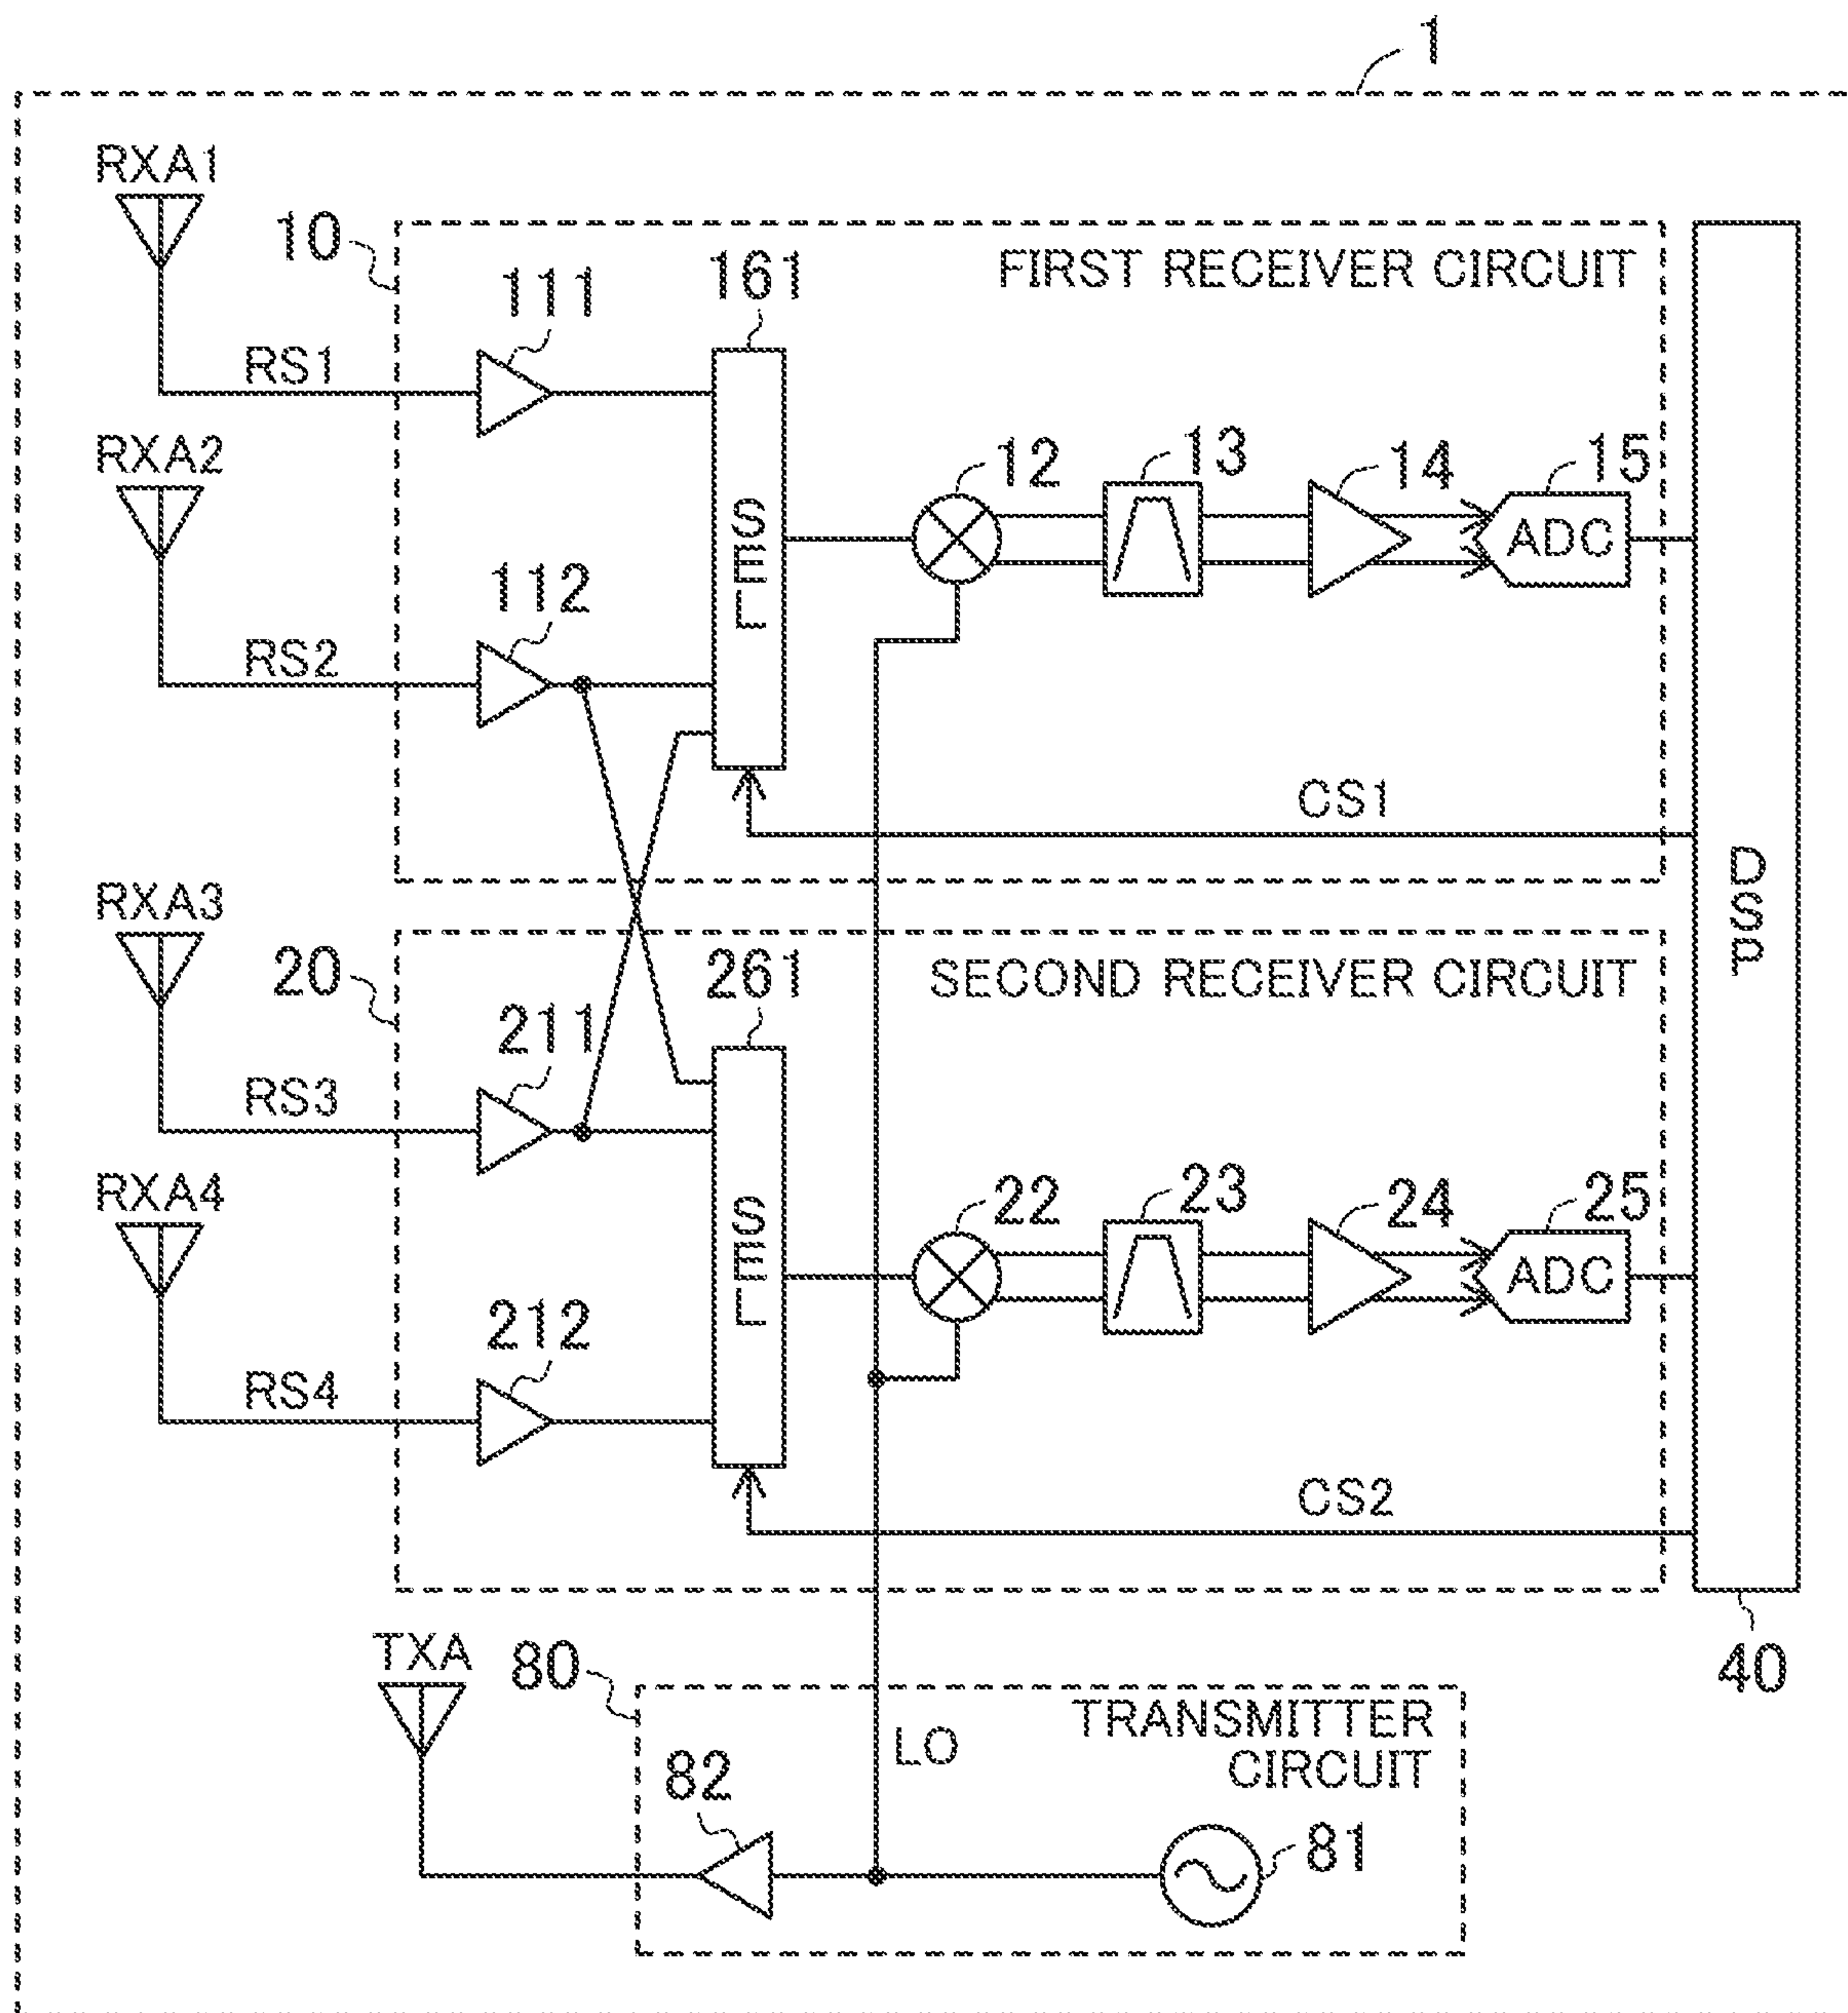 1
RXA1
10
FIRST RECEIVER CIRCUIT
111
161
RS1
RXA2
12
13
14
15
SEL
ADC
112
RS2
CS1
DSP
RXA3
20
SECOND RECEIVER CIRCUIT
261
211
RS3
RXA4
22
23
24
25
SEL
ADC
212
RS4
CS2
TXA
80
40
TRANSMITTER
CIRCUIT
LO
82
81